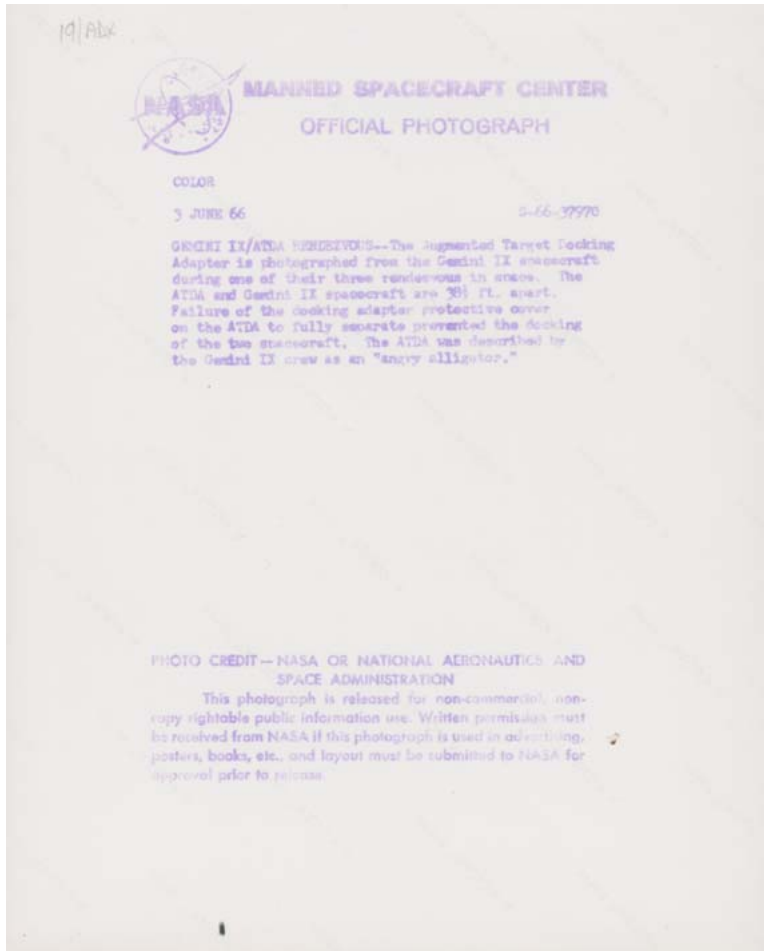 19/ADX
NASA
MANNED SPACECRAFT CENTER
OFFICIAL PHOTOGRAPH
COLOR
3 JUNE 66
S-66-37970
GEMINI IX/ATDA RENDEZVOUS--The Augmented Target Docking
Adapter is photographed from the Gemini IX spacecraft
during one of their three rendezvous in space. The
ATDA and Gemini IX spacecraft are 38½ ft. apart.
Failure of the docking adapter protective cover
on the ATDA to fully separate prevented the docking
of the two spacecraft. The ATDA was described by
the Gemini IX crew as an "angry alligator."
PHOTO CREDIT — NASA OR NATIONAL AERONAUTICS AND
SPACE ADMINISTRATION
This photograph is released for non-commercial, non-
copy rightable public information use. Written permission must
be received from NASA if this photograph is used in advertising,
posters, books, etc., and layout must be submitted to NASA for
approval prior to release.